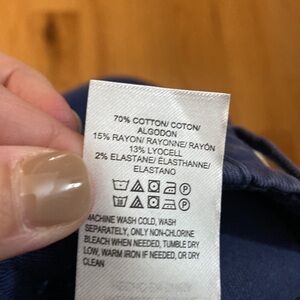 70% COTTON/ COTON/
ALGODON
15% RAYON/ RAYONNE/ RAYÓN
13% LYOCELL
2% ELASTANE/ ÉLASTHANNE/
ELASTANO
MACHINE WASH COLD, WASH
SEPARATELY, ONLY NON-CHLORINE
BLEACH WHEN NEEDED, TUMBLE DRY
LOW, WARM IRON IF NEEDED, OR DRY
CLEAN